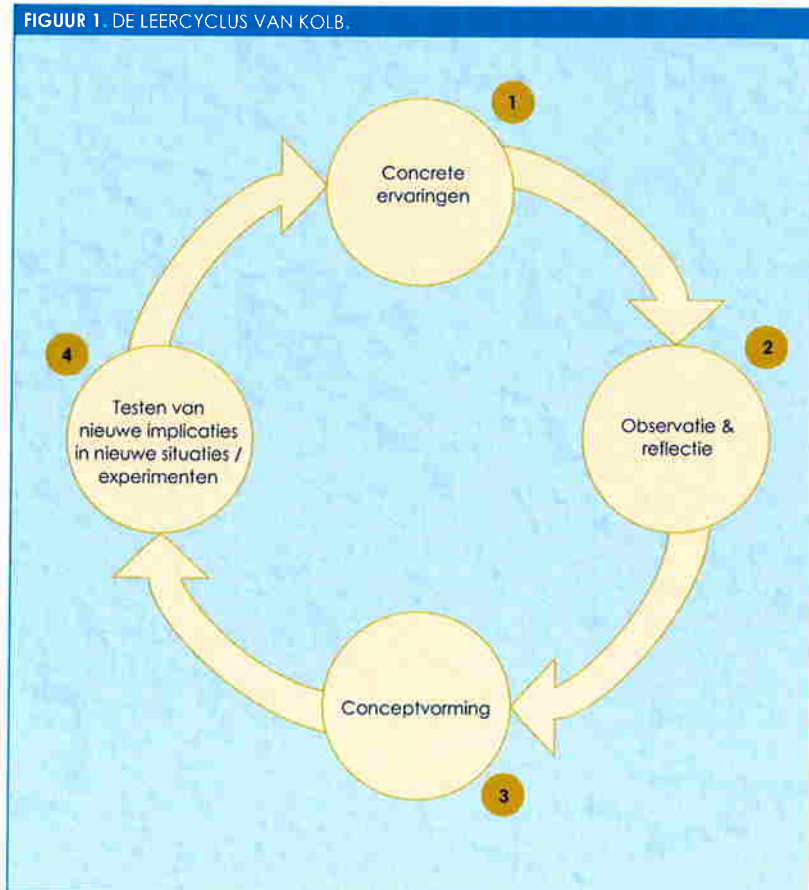 FIGUUR 1. DE LEERCYCLUS VAN KOLB.
1
Concrete
ervaringen
2
Observatie &
reflectie
3
Conceptvorming
4
Testen van
nieuwe implicaties
in nieuwe situaties /
experimenten